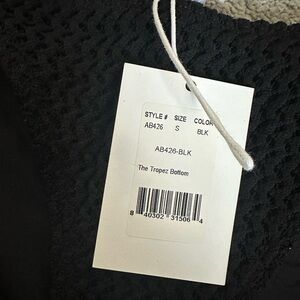 STYLE # SIZE COLOR
AB426 S BLK
AB426-BLK
The Tropez Bottom
8 40302 31506 4